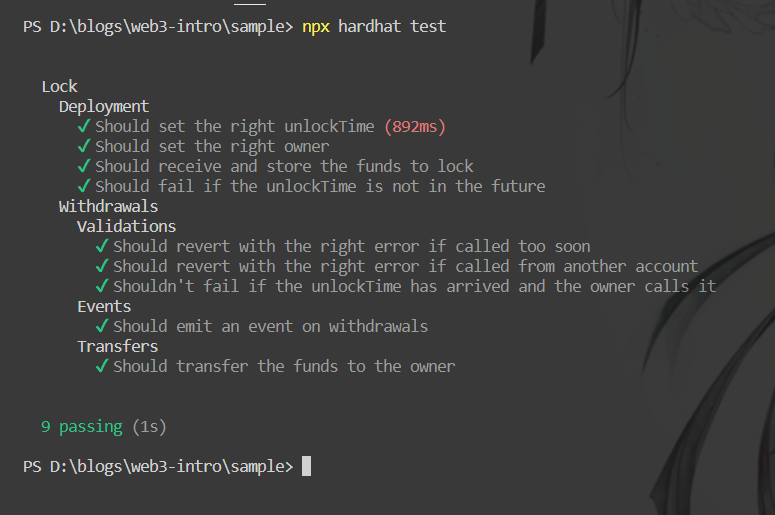 PS D:\blogs\web3-intro\sample> npx hardhat test
Lock
Deployment
✓ Should set the right unlockTime (892ms)
✓ Should set the right owner
✓ Should receive and store the funds to lock
✓ Should fail if the unlockTime is not in the future
Withdrawals
Validations
✓ Should revert with the right error if called too soon
✓ Should revert with the right error if called from another account
✓ Shouldn't fail if the unlockTime has arrived and the owner calls it
Events
✓ Should emit an event on withdrawals
Transfers
✓ Should transfer the funds to the owner
9 passing (1s)
PS D:\blogs\web3-intro\sample>